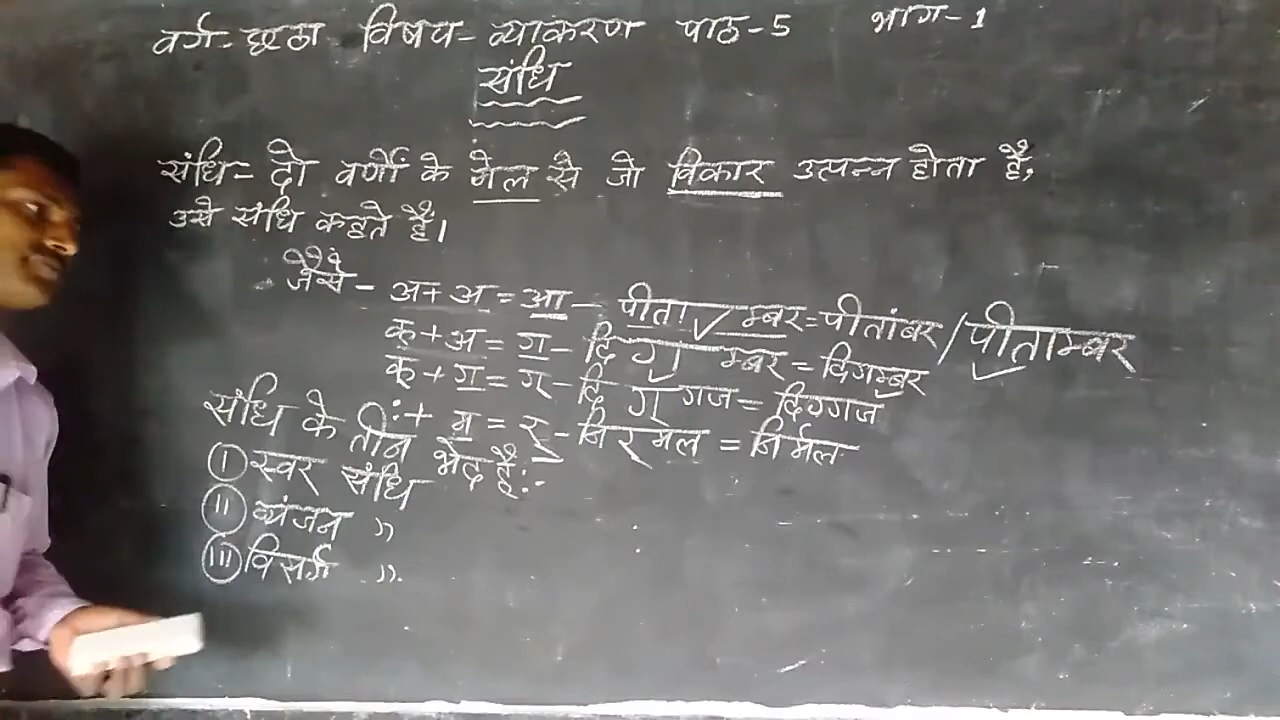 वर्ग-छठा विषय-व्याकरण पाठ-5 भाग-1
संधि
संधि- दो वर्णों के मेल से जो विकार उत्पन्न होता है,
उसे संधि कहते हैं।
जैसे- अ+अ=आ- पीता म्बर=पीतांबर/पीताम्बर
क्+अ=ग-दि ग म्बर=दिगम्बर
क्+ग=ग्-दि ग् गज=दिग्गज
:+म=र्-निर्मल=निर्मल
संधि के तीन भेद हैं:-
I स्वर संधि
II व्यंजन "
III विसर्ग "